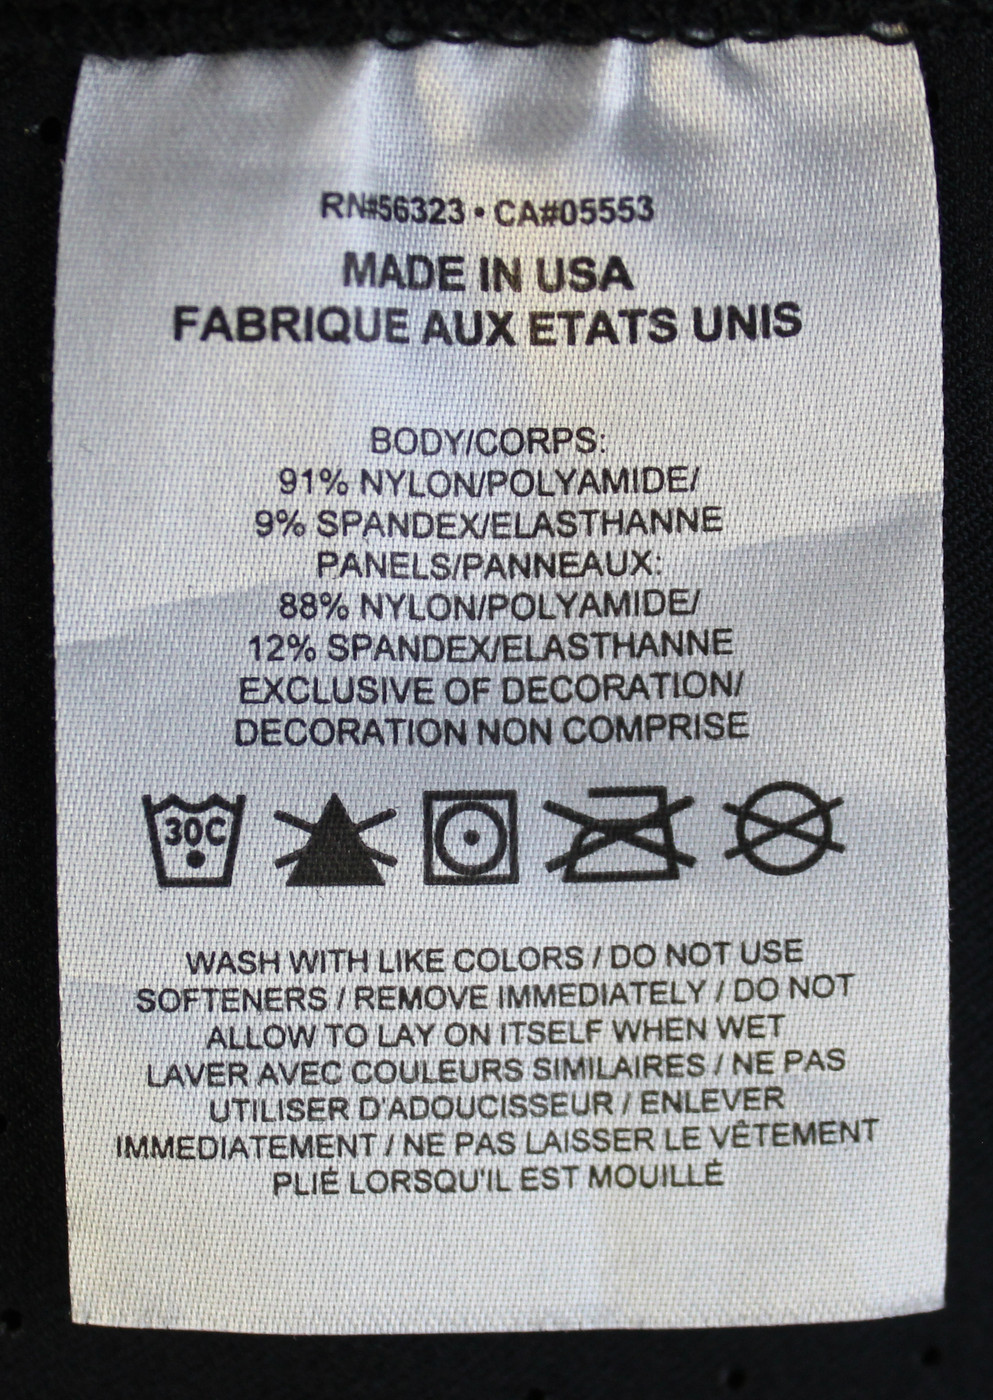 RN#56323 • CA#05553
MADE IN USA
FABRIQUE AUX ETATS UNIS
BODY/CORPS:
91% NYLON/POLYAMIDE/
9% SPANDEX/ELASTHANNE
PANELS/PANNEAUX:
88% NYLON/POLYAMIDE/
12% SPANDEX/ELASTHANNE
EXCLUSIVE OF DECORATION/
DECORATION NON COMPRISE
30C
WASH WITH LIKE COLORS / DO NOT USE
SOFTENERS / REMOVE IMMEDIATELY / DO NOT
ALLOW TO LAY ON ITSELF WHEN WET
LAVER AVEC COULEURS SIMILAIRES / NE PAS
UTILISER D'ADOUCISSEUR / ENLEVER
IMMEDIATEMENT / NE PAS LAISSER LE VÊTEMENT
PLIÉ LORSQU'IL EST MOUILLÉ